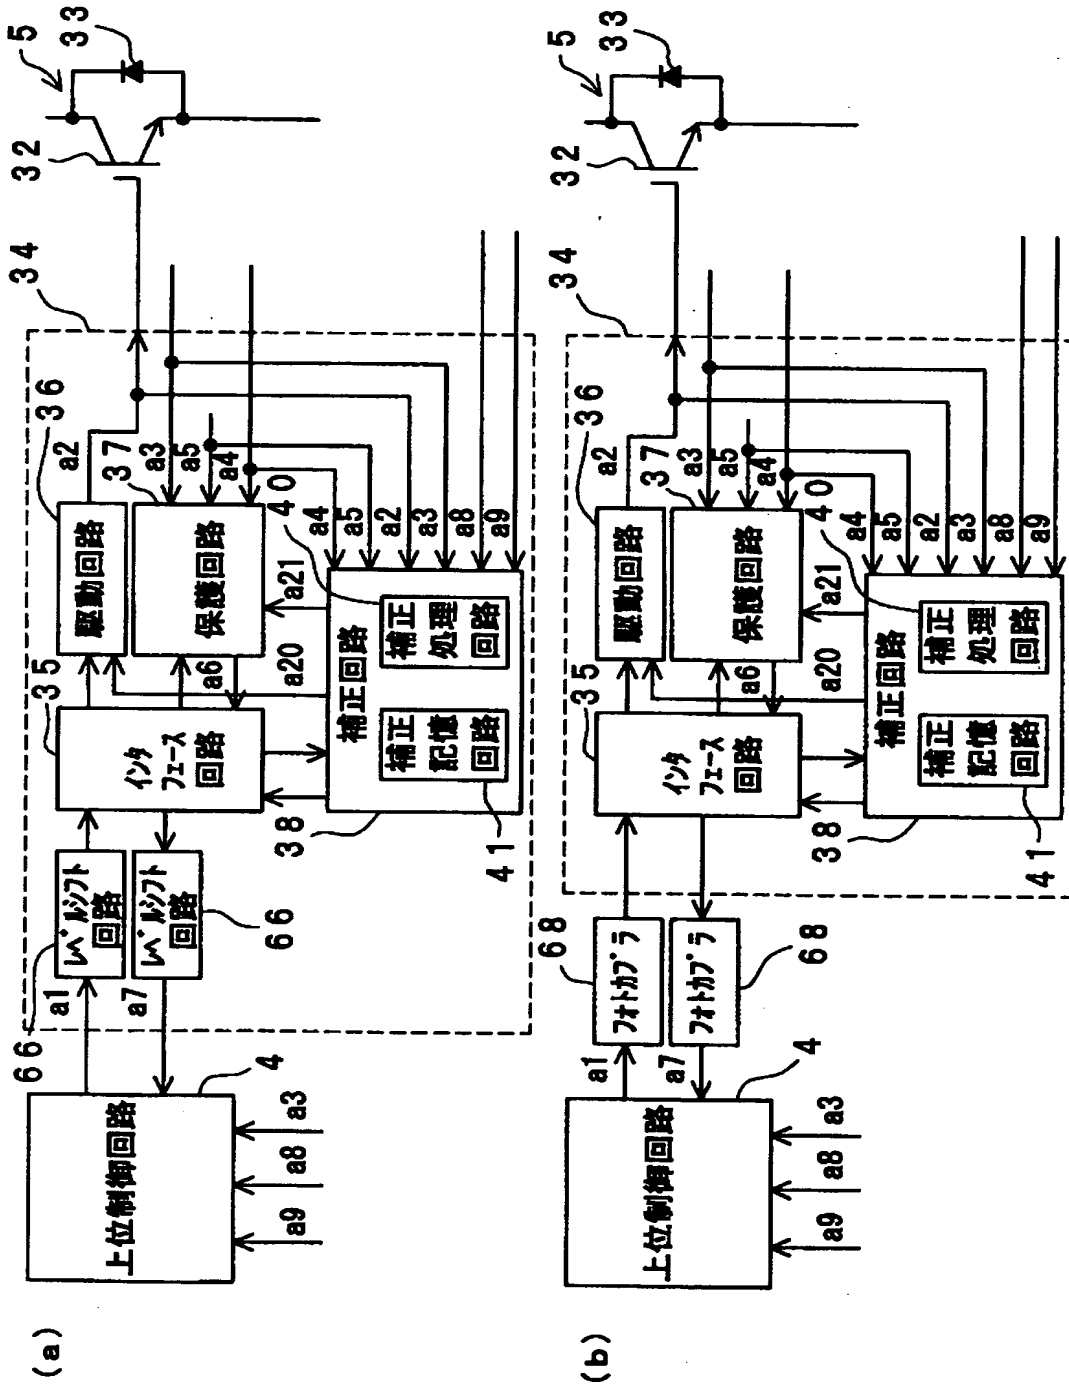 (a)
上位制御回路
4
a9
a8
a3
a1
a7
66
66
レベルシフト
回路
レベルシフト
回路
35
インタ
フェース
回路
36
駆動回路
a2
37
保護回路
a3
a5
a4
a6
a20
a21
38
補正回路
41
補正
記憶
回路
40
補正
処理
回路
a4
a5
a2
a3
a8
a9
34
32
5
33
(b)
上位制御回路
4
a9
a8
a3
a1
a7
68
68
フォトカプラ
フォトカプラ
35
インタ
フェース
回路
36
駆動回路
a2
37
保護回路
a3
a5
a4
a6
a20
a21
38
補正回路
41
補正
記憶
回路
40
補正
処理
回路
a4
a5
a2
a3
a8
a9
34
32
5
33